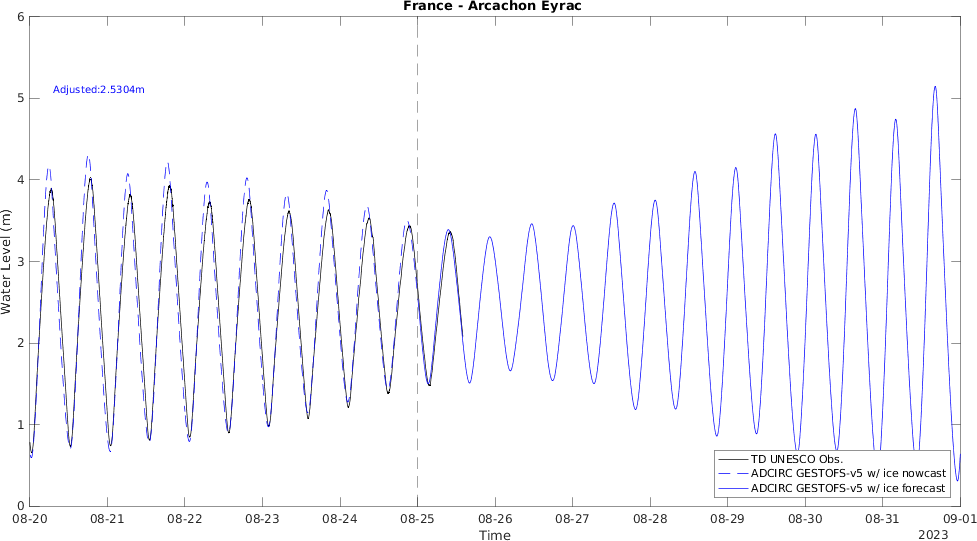 France - Arcachon Eyrac
Adjusted:2.5304m
Water Level (m)
6
5
4
3
2
1
0
TD UNESCO Obs.
ADCIRC GESTOFS-v5 w/ ice nowcast
ADCIRC GESTOFS-v5 w/ ice forecast
08-20 08-21 08-22 08-23 08-24 08-25 08-26 08-27 08-28 08-29 08-30 08-31 09-01
Time
2023